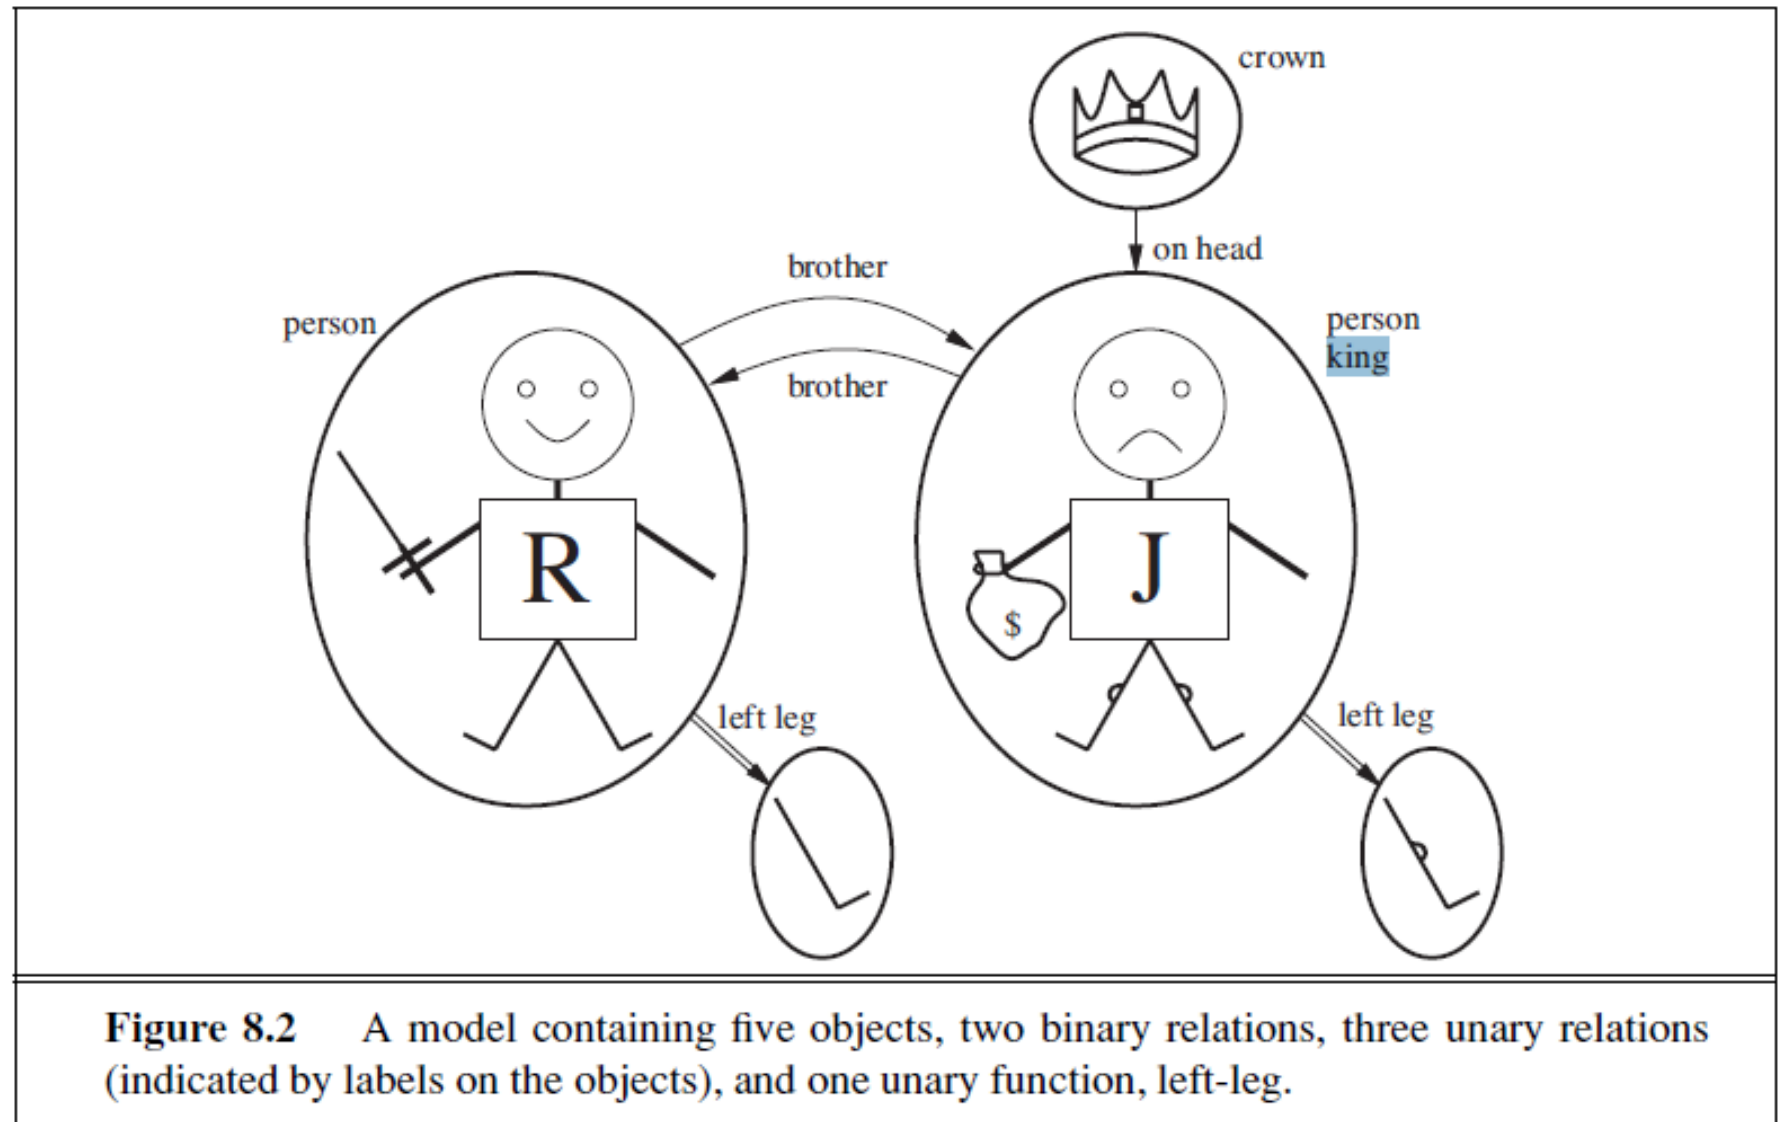 crown
on head
brother
person
person
king
brother
R
J
$
left leg
left leg
Figure 8.2 A model containing five objects, two binary relations, three unary relations
(indicated by labels on the objects), and one unary function, left-leg.